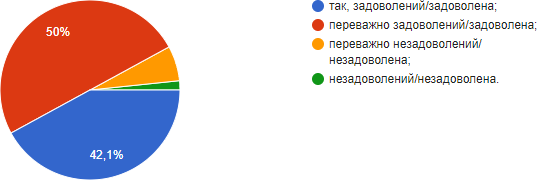 50%
42,1%
так, задоволений/задоволена;
переважно задоволений/задоволена;
переважно незадоволений/
незадоволена;
незадоволений/незадоволена.